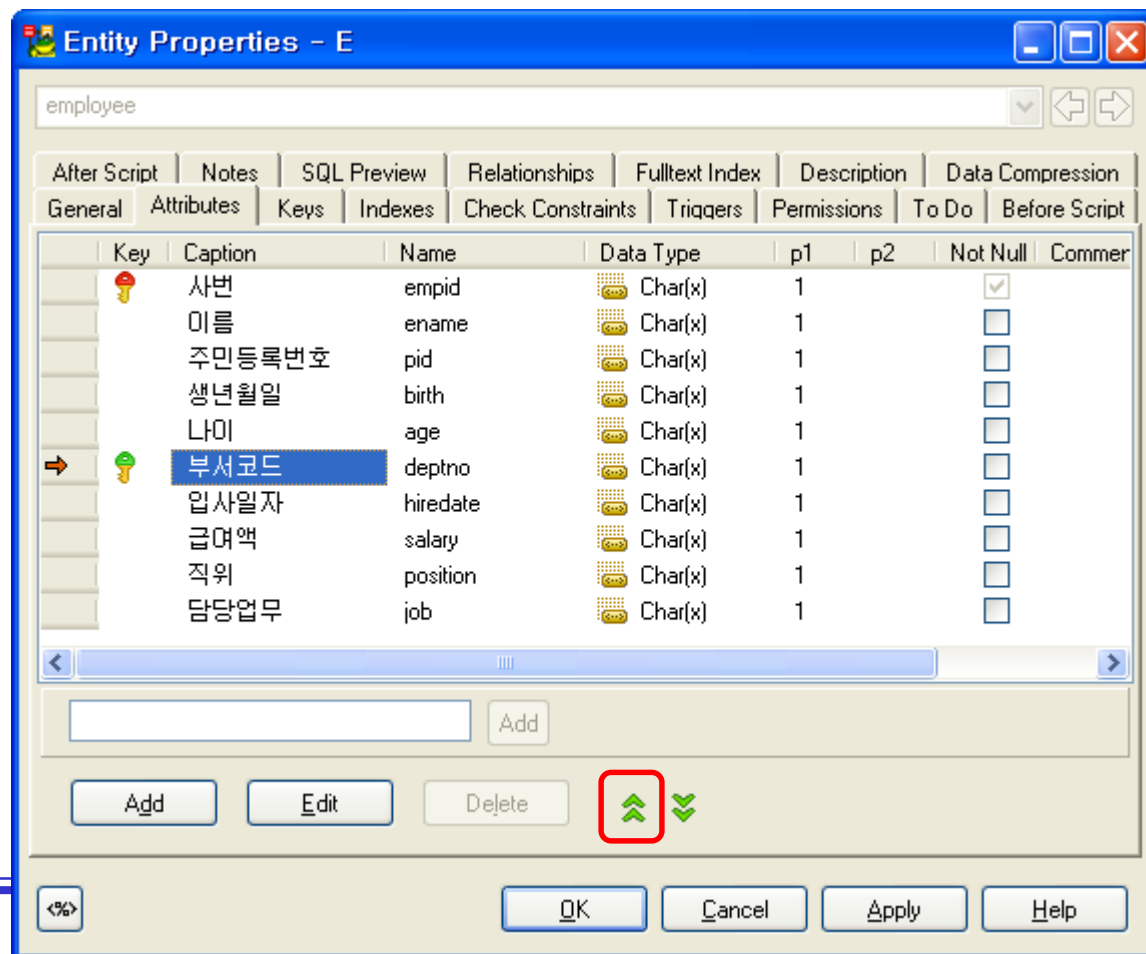 Entity Properties - E
employee
After Script Notes SQL Preview Relationships Fulltext Index Description Data Compression
General Attributes Keys Indexes Check Constraints Triggers Permissions To Do Before Script
Key Caption Name Data Type p1 p2 Not Null Commen
사번 empid Char(x) 1
이름 ename Char(x) 1
주민등록번호 pid Char(x) 1
생년월일 birth Char(x) 1
나이 age Char(x) 1
부서코드 deptno Char(x) 1
입사일자 hiredate Char(x) 1
급여액 salary Char(x) 1
직위 position Char(x) 1
담당업무 job Char(x) 1
Add
Add Edit Delete
<%> OK Cancel Apply Help